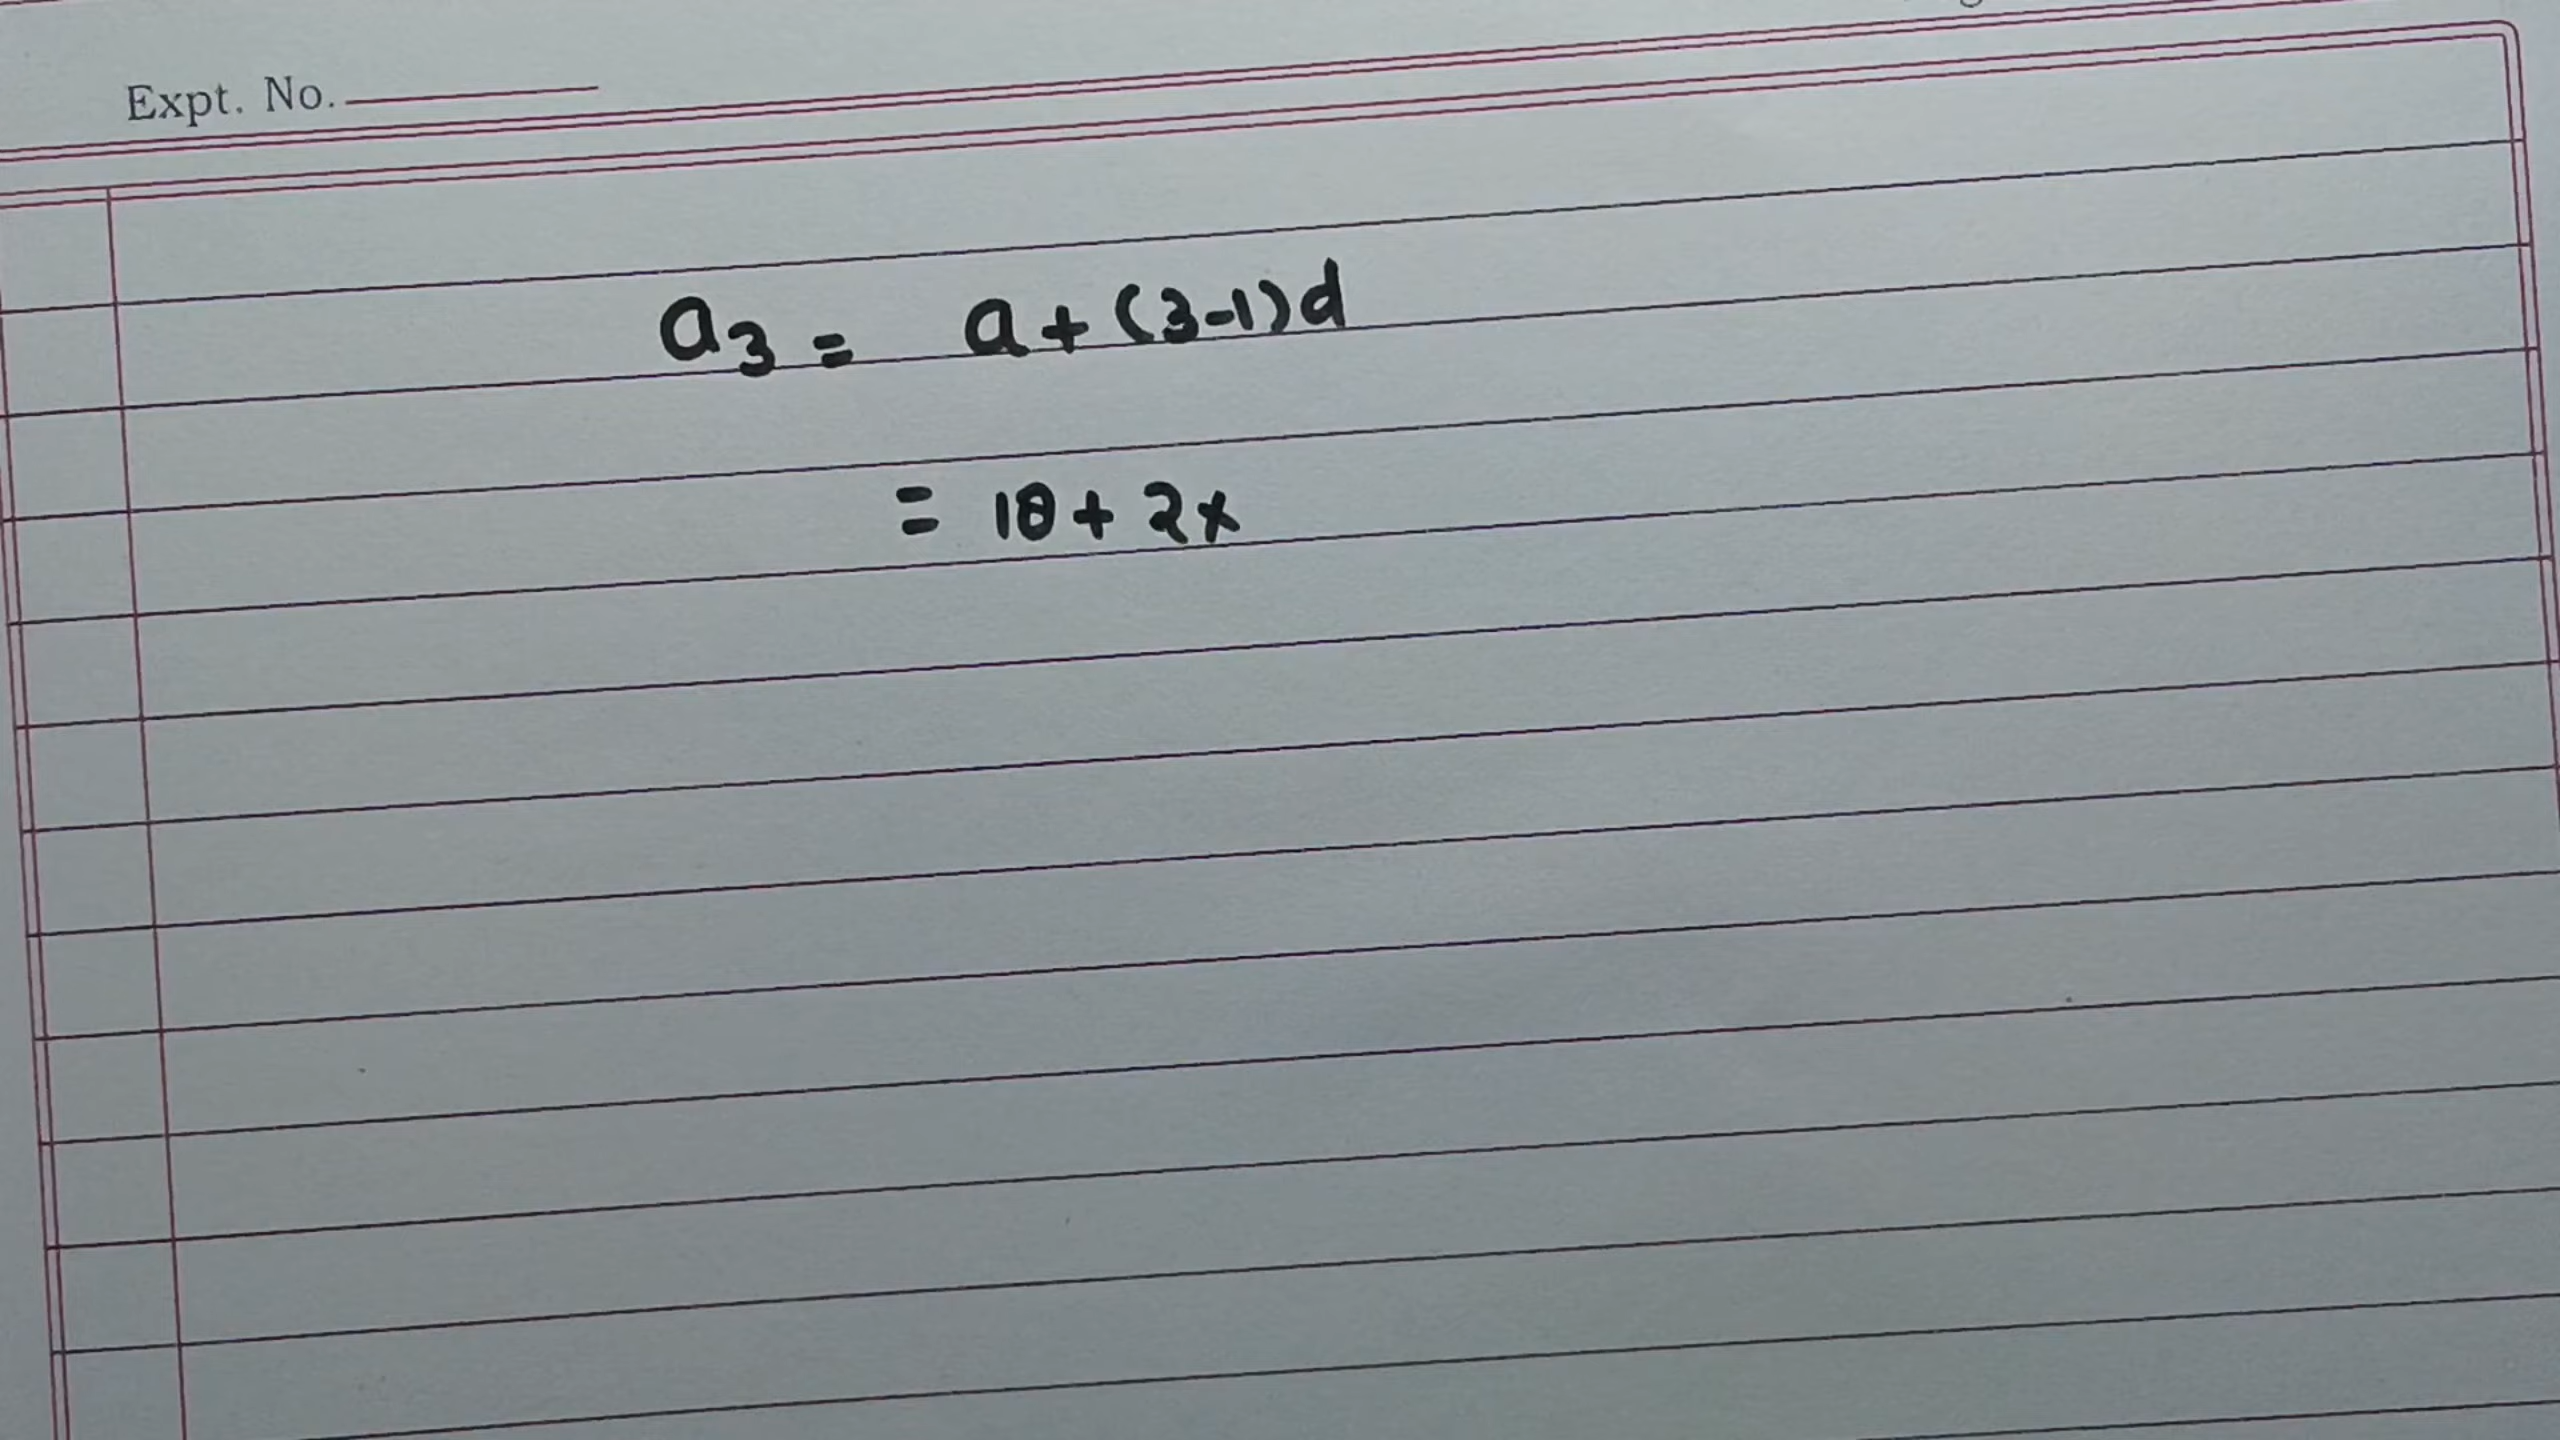 Expt. No.
a₃ = a + (3-1)d
= 18 + 2x